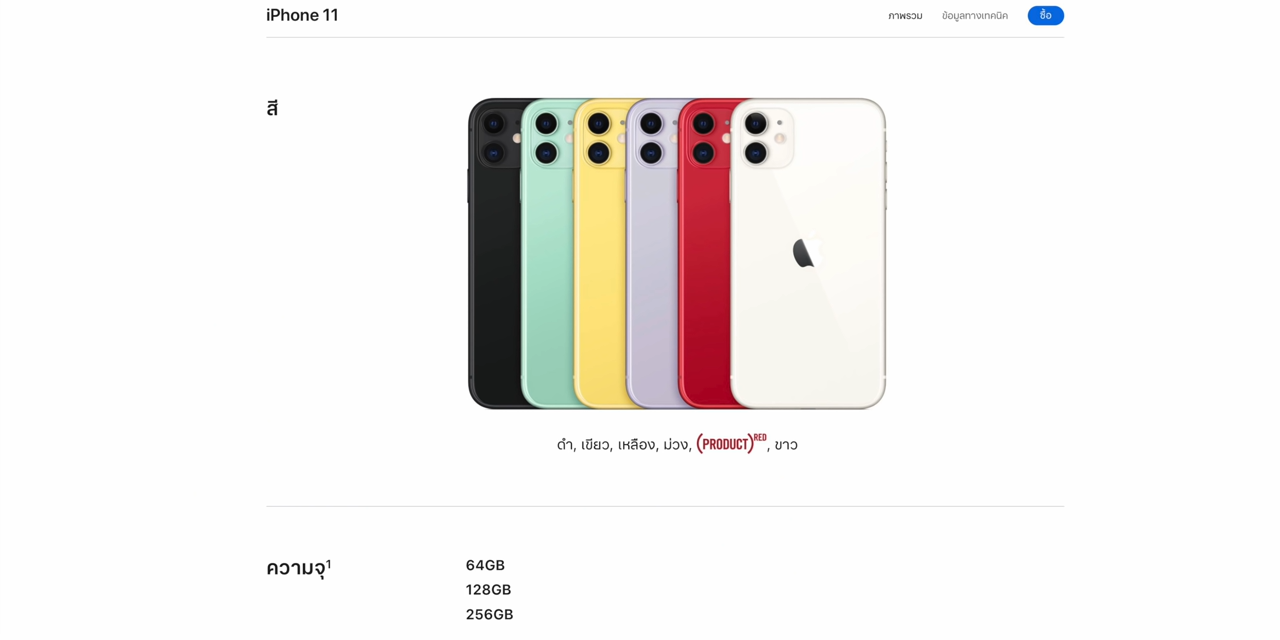 iPhone 11
ภาพรวม ข้อมูลทางเทคนิค ซื้อ
สี
ดำ, เขียว, เหลือง, ม่วง, (PRODUCT)RED, ขาว
ความจุ1
64GB
128GB
256GB